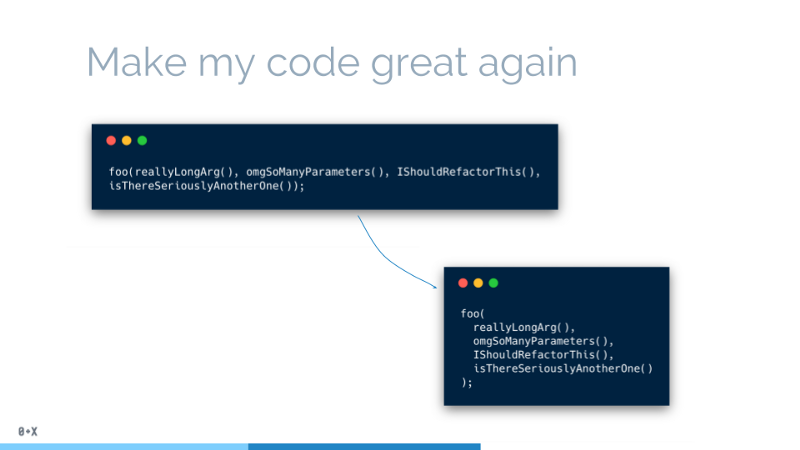 Make my code great again
foo(reallyLongArg(), omgSoManyParameters(), IShouldRefactorThis(),
isThereSeriouslyAnotherOne());
foo(
  reallyLongArg(),
  omgSoManyParameters(),
  IShouldRefactorThis(),
  isThereSeriouslyAnotherOne()
);
0+X